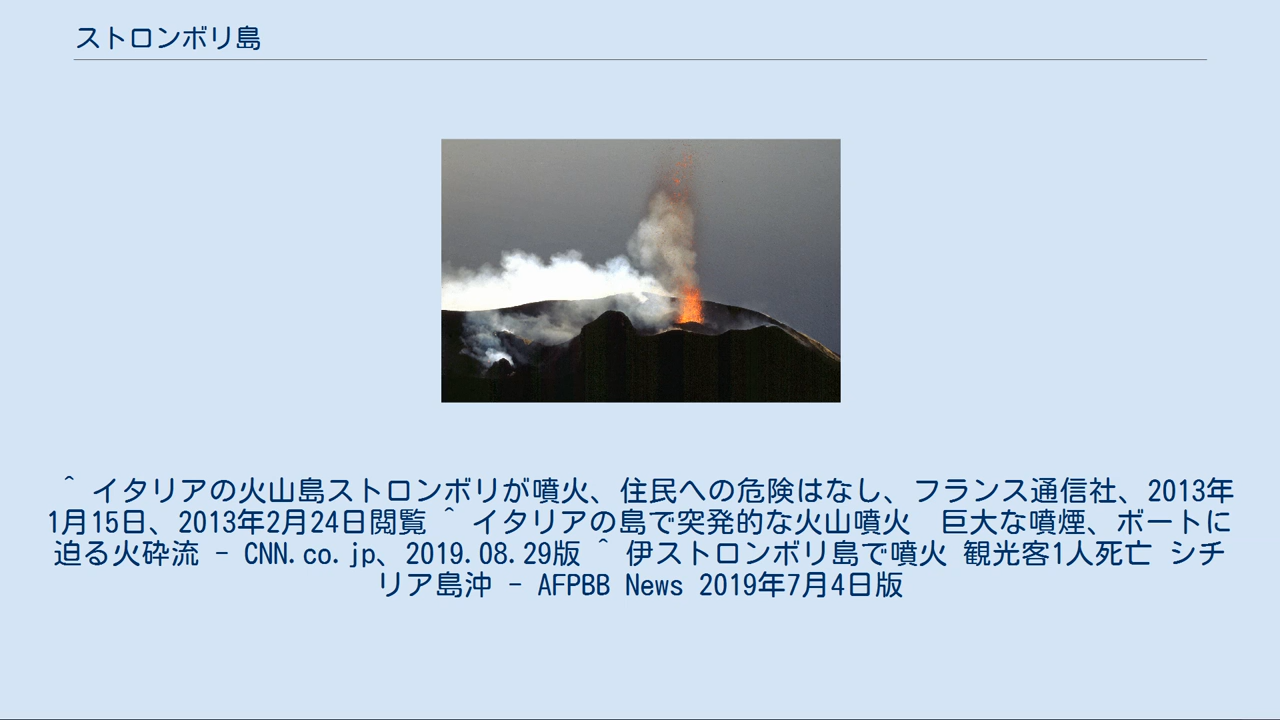 ストロンボリ島
^ イタリアの火山島ストロンボリが噴火、住民への危険はなし、フランス通信社、2013年
1月15日、2013年2月24日閲覧 ^ イタリアの島で突発的な火山噴火　巨大な噴煙、ボートに
迫る火砕流 - CNN.co.jp、2019.08.29版 ^ 伊ストロンボリ島で噴火 観光客1人死亡 シチ
リア島沖 - AFPBB News 2019年7月4日版